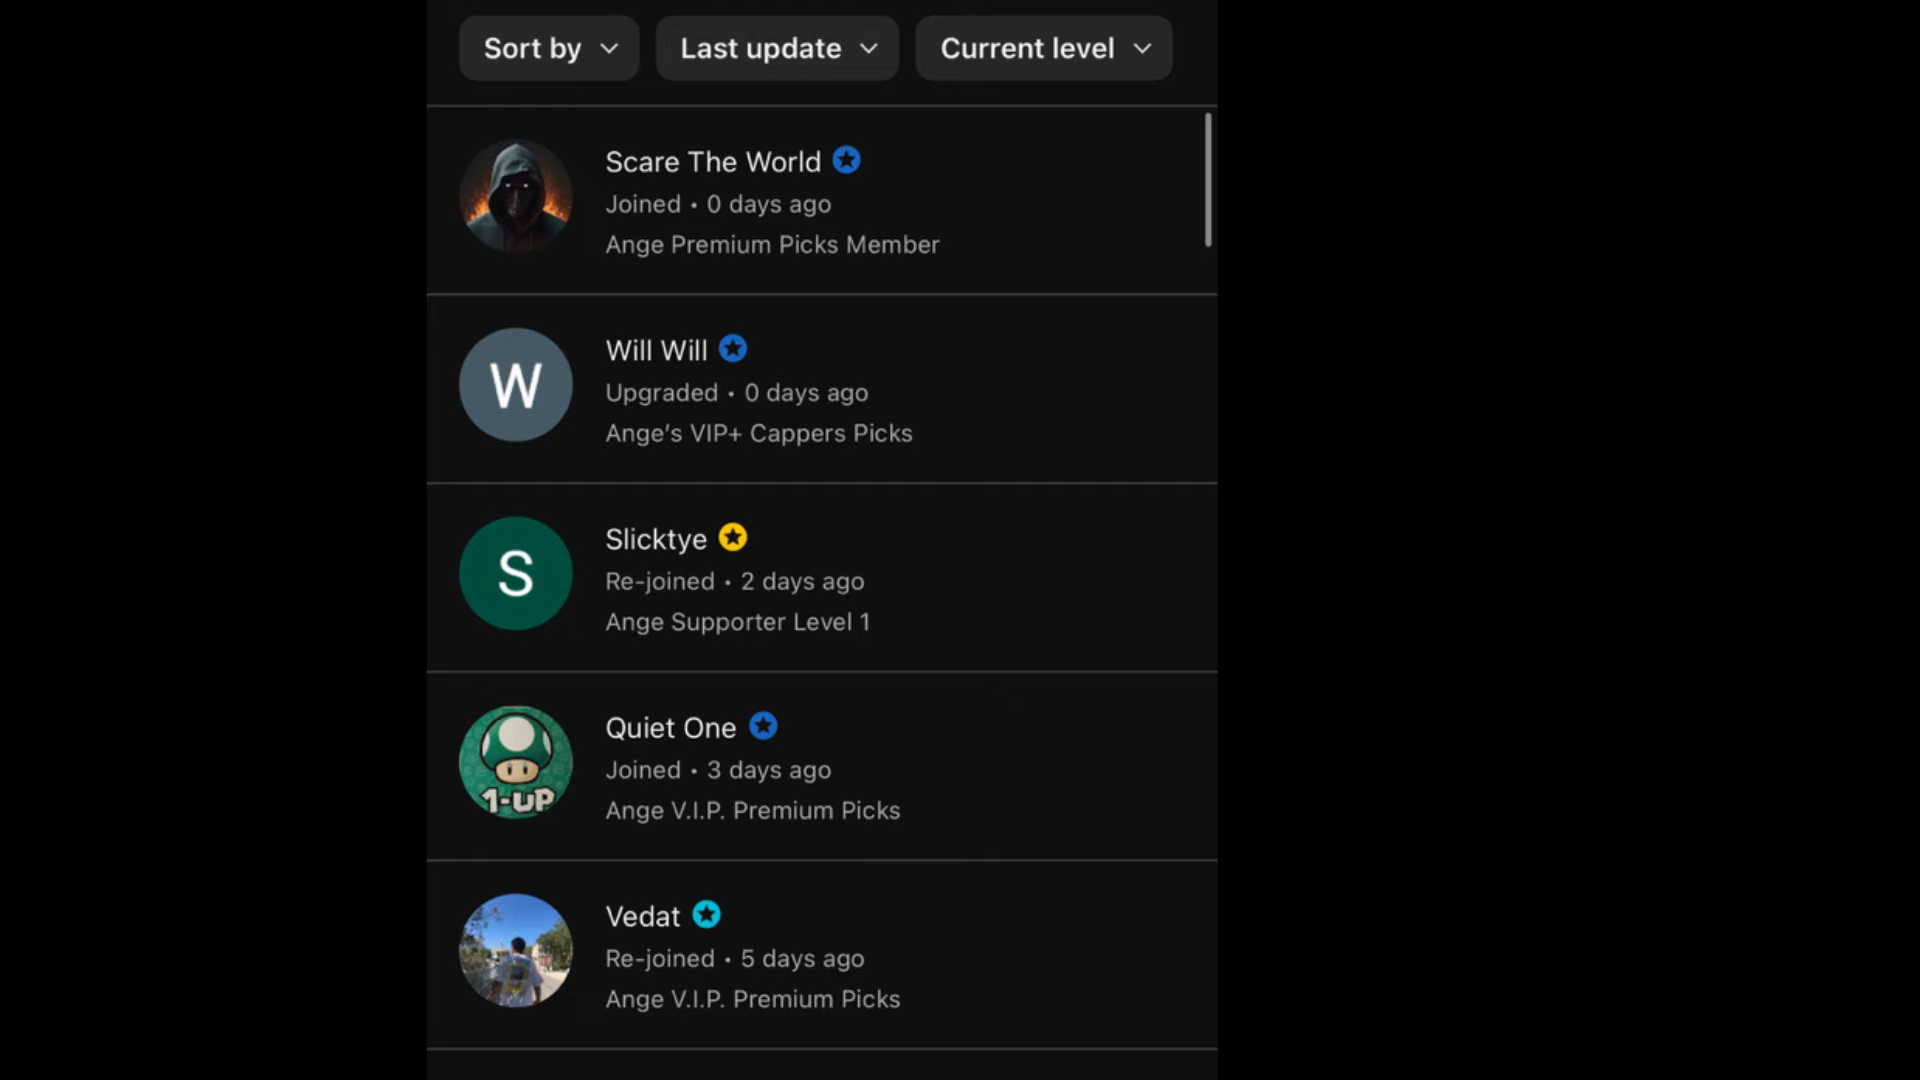 Sort by Last update Current level
Scare The World
Joined • 0 days ago
Ange Premium Picks Member
W
Will Will
Upgraded • 0 days ago
Ange’s VIP+ Cappers Picks
S
Slicktye
Re-joined • 2 days ago
Ange Supporter Level 1
1-UP
Quiet One
Joined • 3 days ago
Ange V.I.P. Premium Picks
Vedat
Re-joined • 5 days ago
Ange V.I.P. Premium Picks